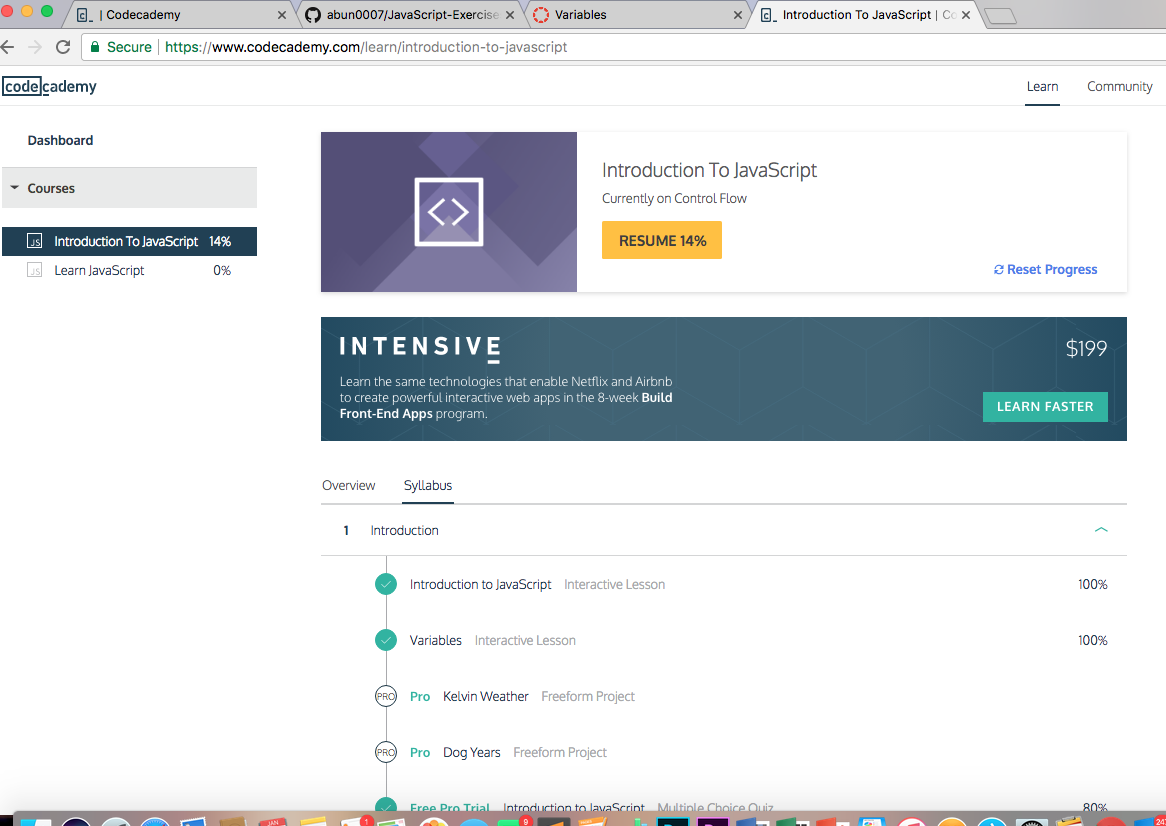 | Codecademy
abun0007/JavaScript-Exercise
Variables
Introduction To JavaScript | Co
Secure
https://www.codecademy.com/learn/introduction-to-javascript
codecademy
Learn
Community
Dashboard
Courses
JS Introduction To JavaScript 14%
JS Learn JavaScript 0%
Introduction To JavaScript
Currently on Control Flow
RESUME 14%
Reset Progress
INTENSIVE
$199
Learn the same technologies that enable Netflix and Airbnb
to create powerful interactive web apps in the 8-week Build
Front-End Apps program.
LEARN FASTER
Overview
Syllabus
1 Introduction
Introduction to JavaScript Interactive Lesson 100%
Variables Interactive Lesson 100%
PRO Pro Kelvin Weather Freeform Project
PRO Pro Dog Years Freeform Project
Free Pro Trial Introduction to JavaScript Multiple Choice Quiz 80%
JAN
1
9